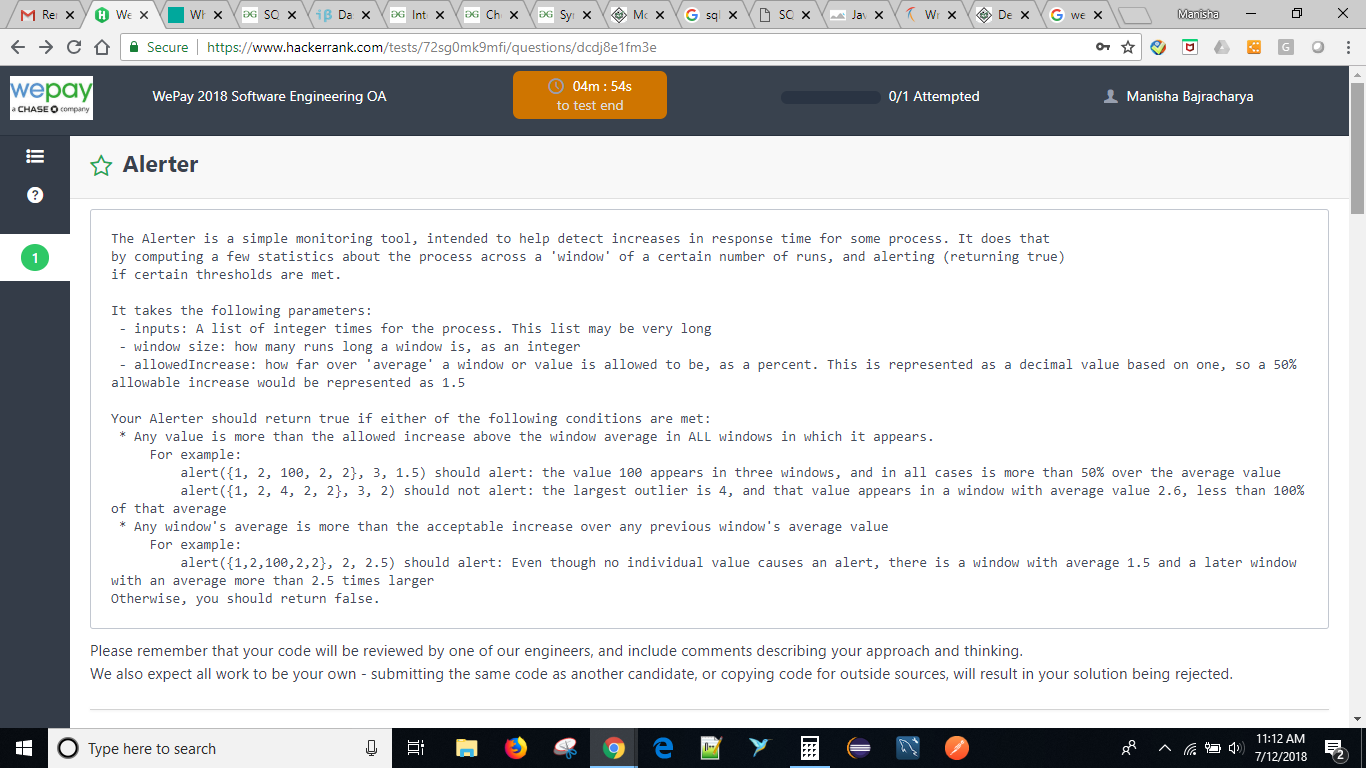 Re
We
Wh
SQ
Da
Int
Ch
Sy
Mc
sql
SC
Jav
Wr
De
we
Manisha
Secure https://www.hackerrank.com/tests/72sg0mk9mfi/questions/dcdj8e1fm3e
wepay
a CHASE company
WePay 2018 Software Engineering OA
04m : 54s
to test end
0/1 Attempted
Manisha Bajracharya
Alerter
1
The Alerter is a simple monitoring tool, intended to help detect increases in response time for some process. It does that
by computing a few statistics about the process across a 'window' of a certain number of runs, and alerting (returning true)
if certain thresholds are met.
It takes the following parameters:
- inputs: A list of integer times for the process. This list may be very long
- window size: how many runs long a window is, as an integer
- allowedIncrease: how far over 'average' a window or value is allowed to be, as a percent. This is represented as a decimal value based on one, so a 50%
allowable increase would be represented as 1.5
Your Alerter should return true if either of the following conditions are met:
* Any value is more than the allowed increase above the window average in ALL windows in which it appears.
For example:
alert({1, 2, 100, 2, 2}, 3, 1.5) should alert: the value 100 appears in three windows, and in all cases is more than 50% over the average value
alert({1, 2, 4, 2, 2}, 3, 2) should not alert: the largest outlier is 4, and that value appears in a window with average value 2.6, less than 100%
of that average
* Any window's average is more than the acceptable increase over any previous window's average value
For example:
alert({1,2,100,2,2}, 2, 2.5) should alert: Even though no individual value causes an alert, there is a window with average 1.5 and a later window
with an average more than 2.5 times larger
Otherwise, you should return false.
Please remember that your code will be reviewed by one of our engineers, and include comments describing your approach and thinking.
We also expect all work to be your own - submitting the same code as another candidate, or copying code for outside sources, will result in your solution being rejected.
Type here to search
11:12 AM
7/12/2018
2